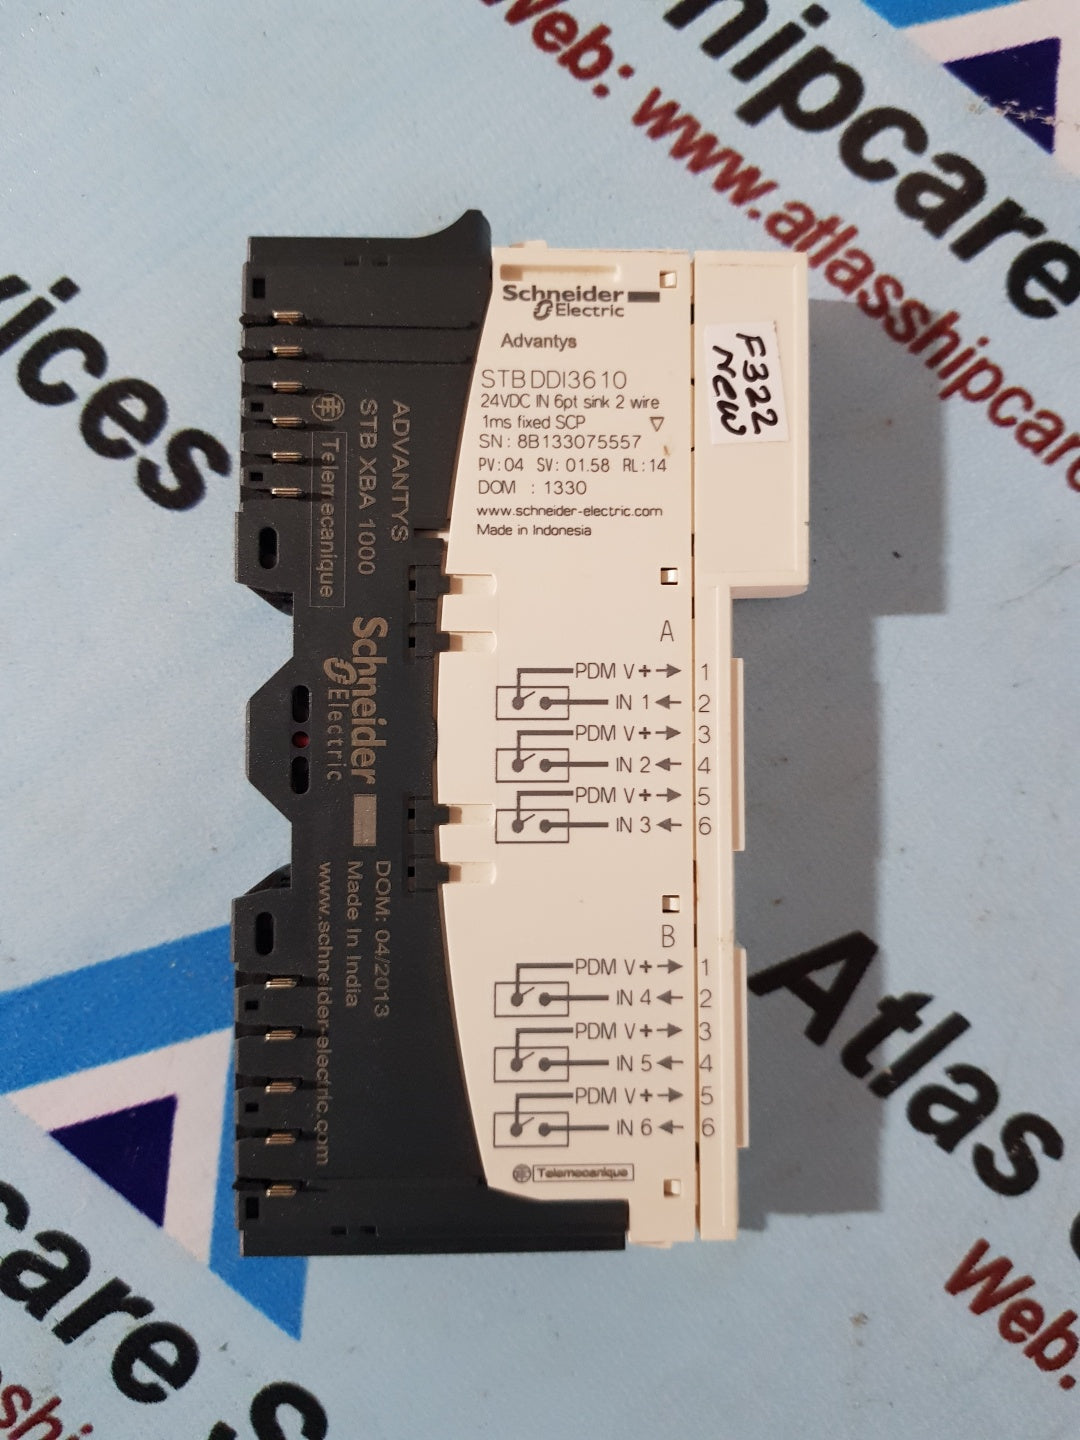 Schneider
Electric
Advantys
STBDDI3610
24VDC IN 6pt sink 2 wire
1ms fixed SCP
SN: 8B133075557
PV:04 SV: 01.58 RL:14
DOM : 1330
www.schneider-electric.com
Made in Indonesia
F322
New
A
PDM V+ 1
IN 1 2
PDM V+ 3
IN 2 4
PDM V+ 5
IN 3 6
B
PDM V+ 1
IN 4 2
PDM V+ 3
IN 5 4
PDM V+ 5
IN 6 6
Telemecanique
ADVANTYS
STB XBA 1000
Telemecanique
Schneider
Electric
DOM: 04/2013
Made In India
www.schneider-electric.com
hipcare
Web: www.atlasshipcare
vices
Atlas S
Web.
care S